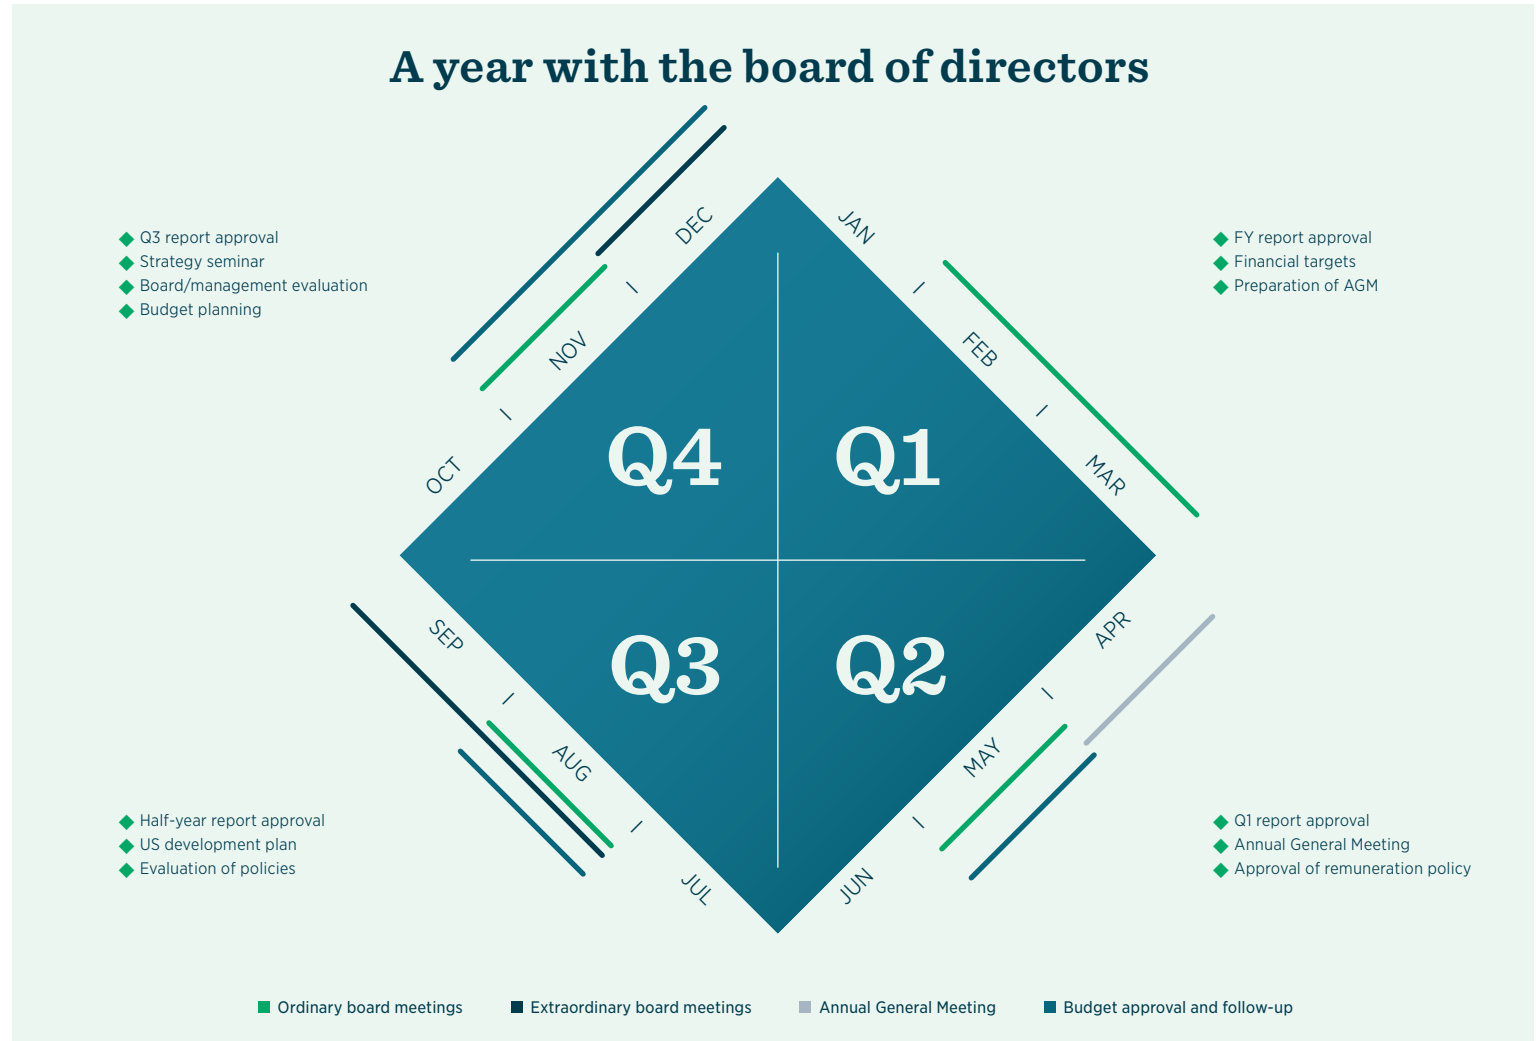 A year with the board of directors
Q3 report approval
Strategy seminar
Board/management evaluation
Budget planning
FY report approval
Financial targets
Preparation of AGM
DEC
NOV
OCT
JAN
FEB
MAR
Q4
Q1
Q3
Q2
SEP
AUG
JUL
APR
MAY
JUN
Half-year report approval
US development plan
Evaluation of policies
Q1 report approval
Annual General Meeting
Approval of remuneration policy
Ordinary board meetings
Extraordinary board meetings
Annual General Meeting
Budget approval and follow-up